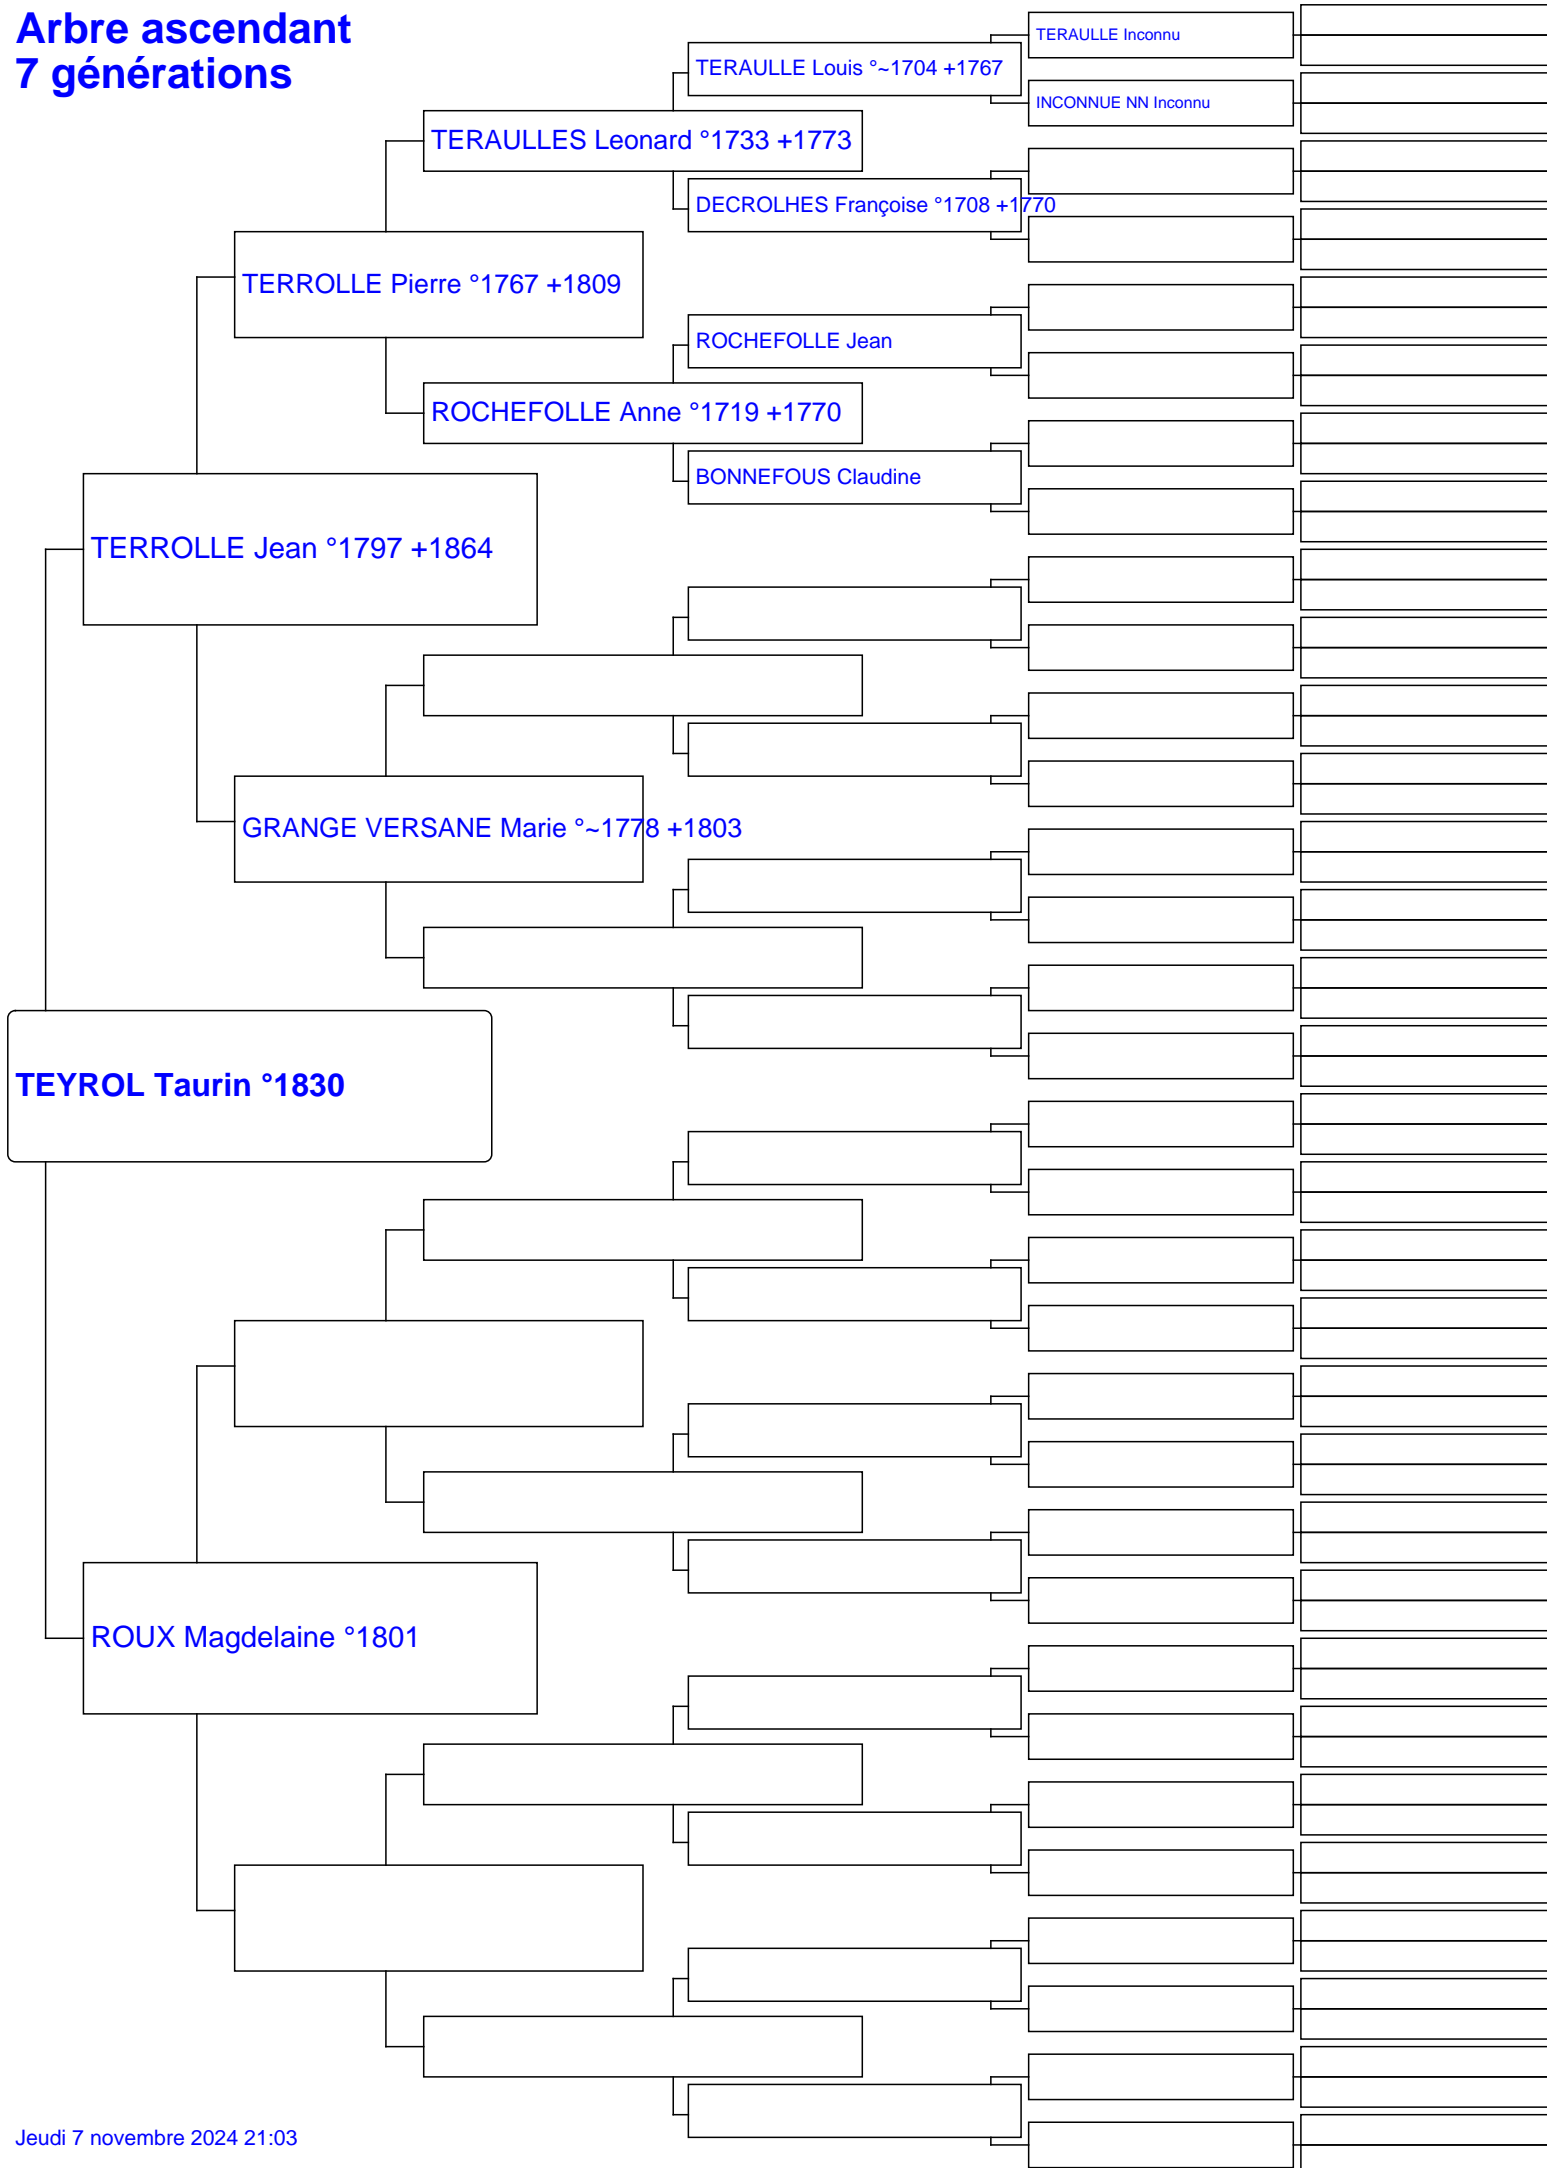 Arbre ascendant
7 générations
TERAULLE Inconnu
TERAULLE Louis °~1704 +1767
INCONNUE NN Inconnu
TERAULLES Leonard °1733 +1773
DECROLHES Françoise °1708 +1770
TERROLLE Pierre °1767 +1809
ROCHEFOLLE Jean
ROCHEFOLLE Anne °1719 +1770
BONNEFOUS Claudine
TERROLLE Jean °1797 +1864
GRANGE VERSANE Marie °~1778 +1803
TEYROL Taurin °1830
ROUX Magdelaine °1801
Jeudi 7 novembre 2024 21:03